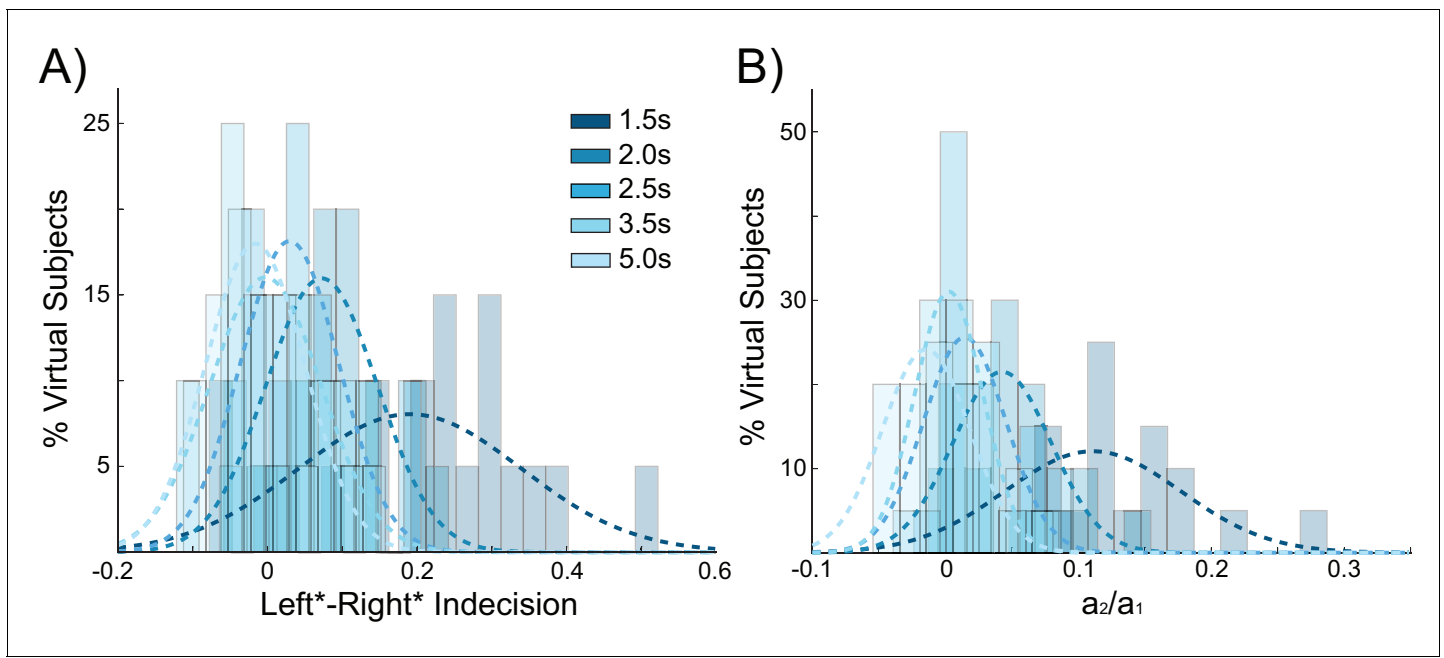 A)
% Virtual Subjects
25
15
5
-0.2
0
0.2
0.4
0.6
Left*-Right* Indecision
1.5s
2.0s
2.5s
3.5s
5.0s
B)
% Virtual Subjects
50
30
10
-0.1
0
0.1
0.2
0.3
a₂/a₁